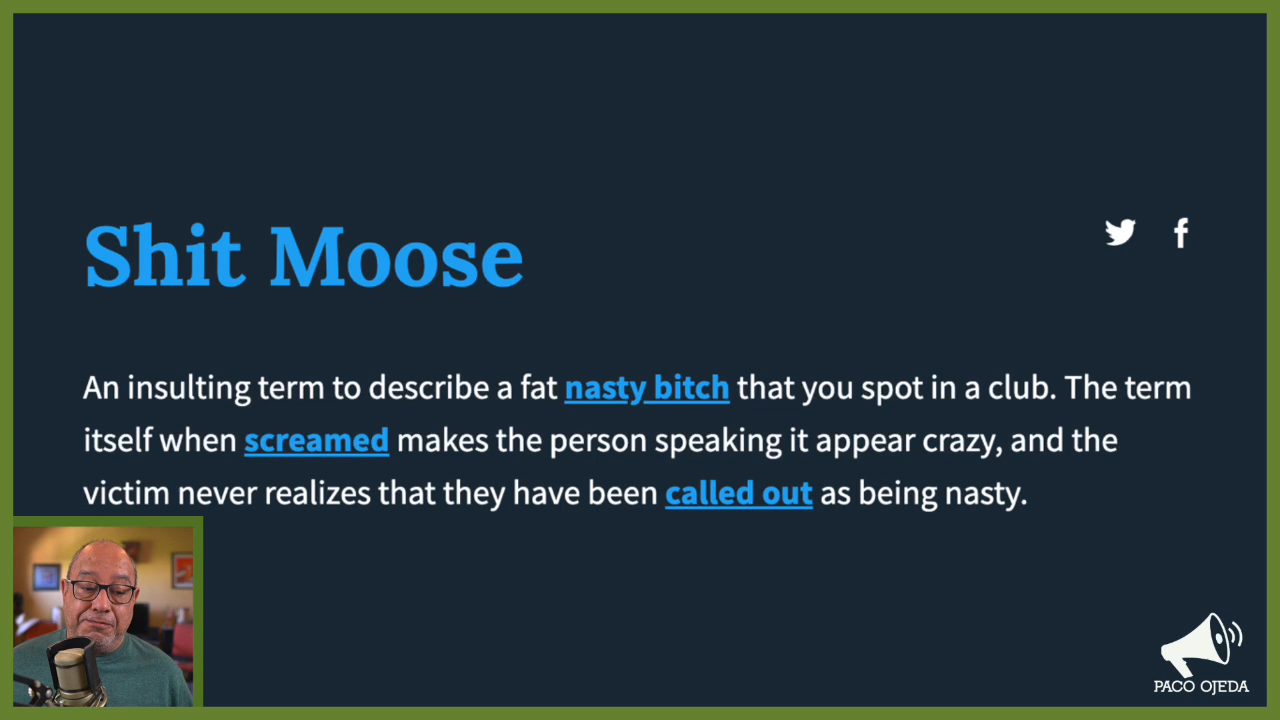 Shit Moose
An insulting term to describe a fat nasty bitch that you spot in a club. The term
itself when screamed makes the person speaking it appear crazy, and the
victim never realizes that they have been called out as being nasty.
PACO OJEDA